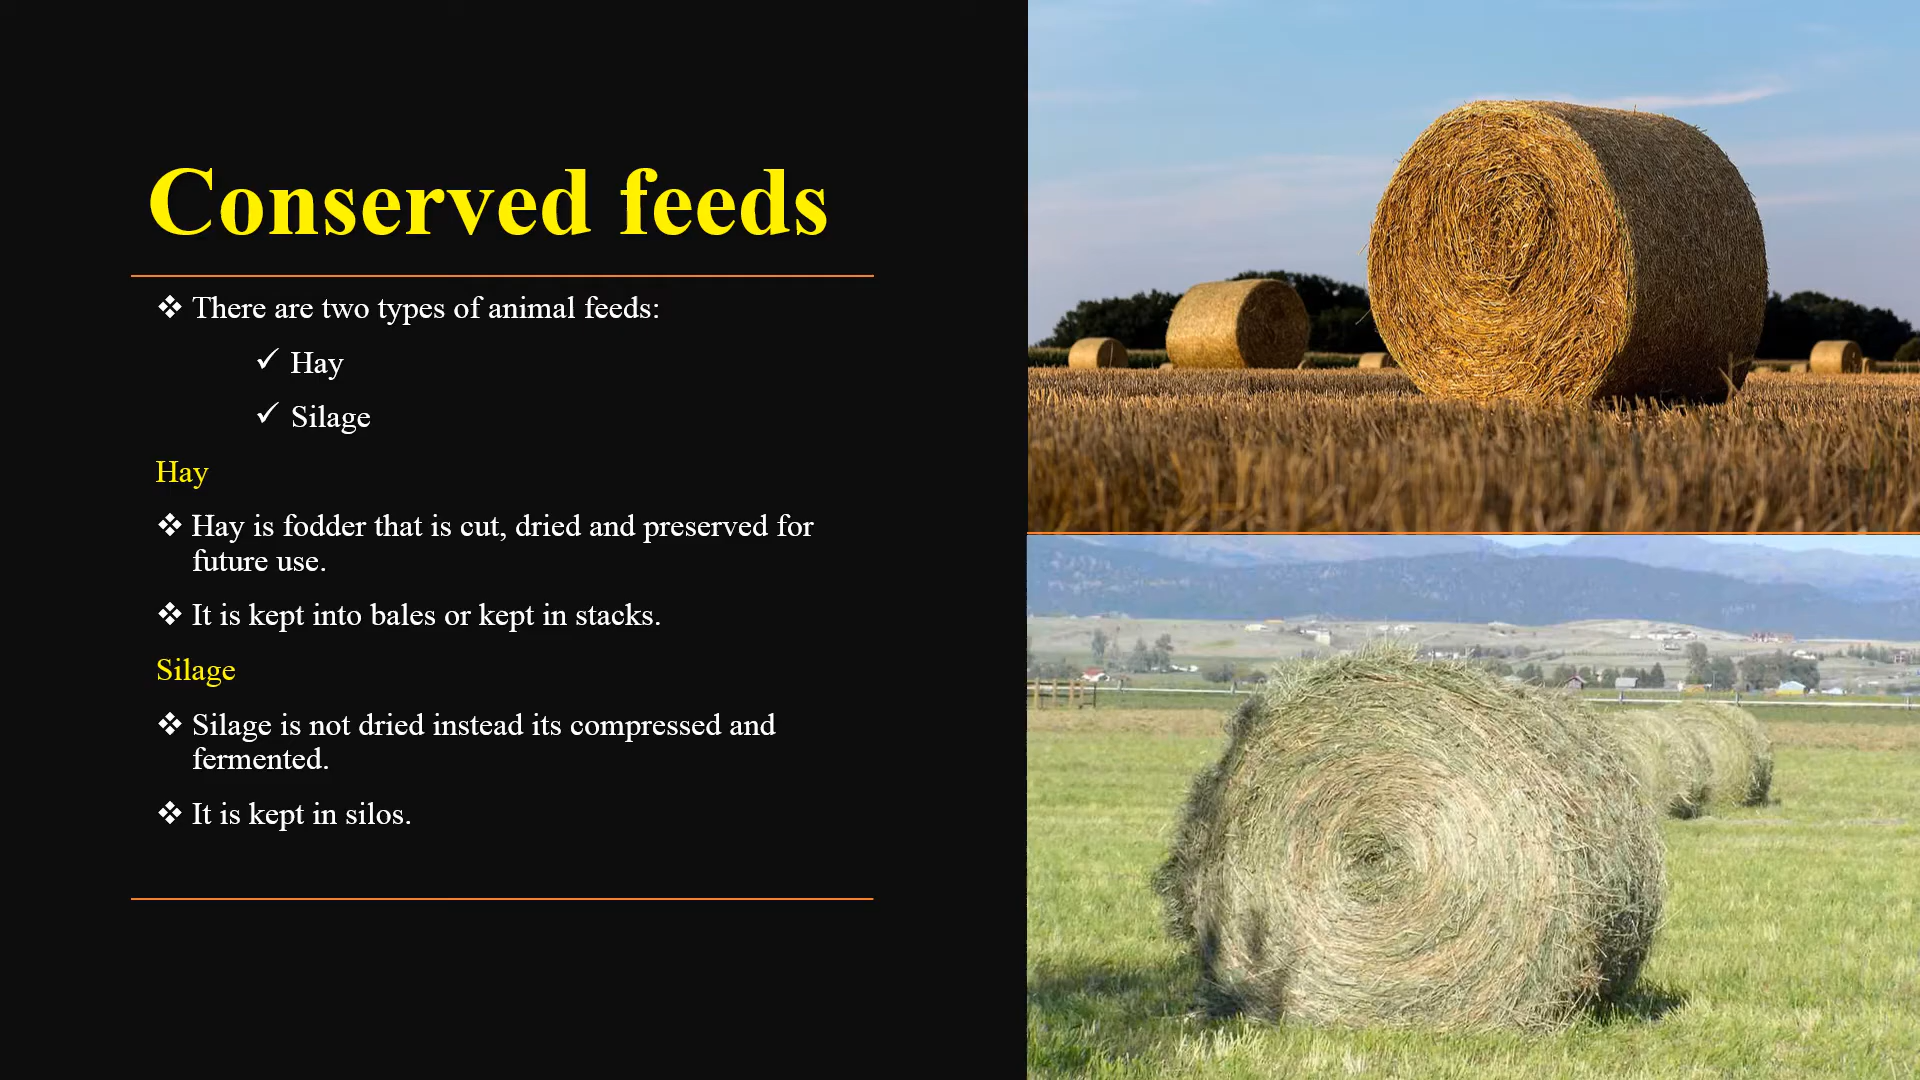 Conserved feeds
❖ There are two types of animal feeds:
✓ Hay
✓ Silage
Hay
❖ Hay is fodder that is cut, dried and preserved for
future use.
❖ It is kept into bales or kept in stacks.
Silage
❖ Silage is not dried instead its compressed and
fermented.
❖ It is kept in silos.